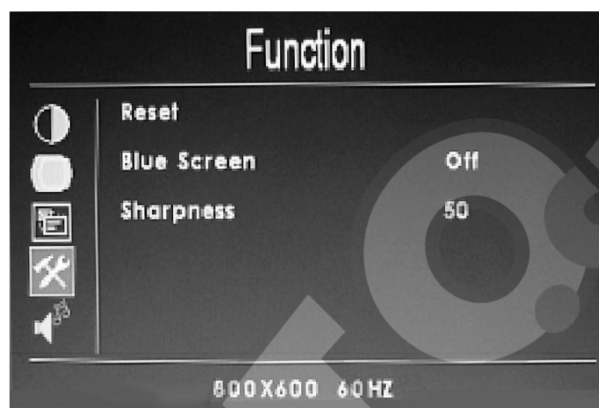 Function
Reset
Blue Screen Off
Sharpness 50
800X600 60HZ